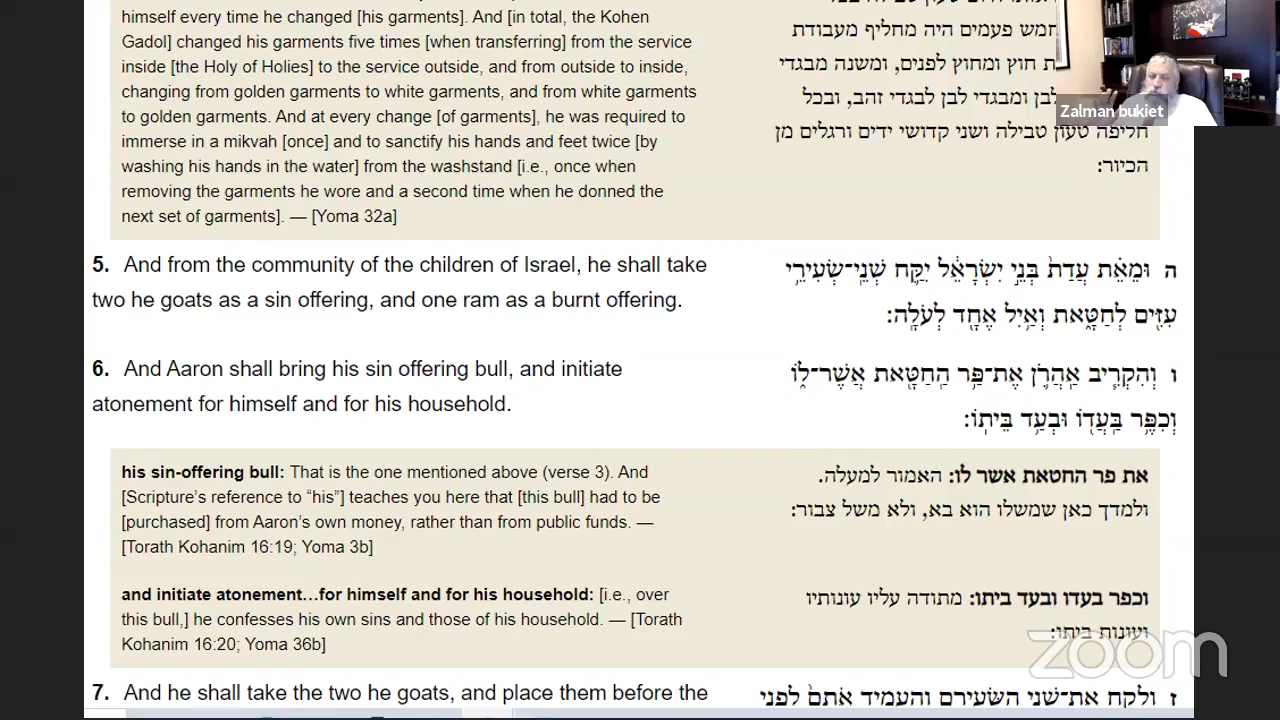 himself every time he changed [his garments]. And [in total, the Kohen
Gadol] changed his garments five times [when transferring] from the service
inside [the Holy of Holies] to the service outside, and from outside to inside,
changing from golden garments to white garments, and from white garments
to golden garments. And at every change [of garments], he was required to
immerse in a mikvah [once] and to sanctify his hands and feet twice [by
washing his hands in the water] from the washstand [i.e., once when
removing the garments he wore and a second time when he donned the
next set of garments]. — [Yoma 32a]
חמש פעמים היה מחליף מעבודת
חוץ ומחוץ לפנים, ומשנה מבגדי
לבן ומבגדי לבן לבגדי זהב, ובכל
חליפה טעון טבילה ושני קדושי ידים ורגלים מן
הכיור:
Zalman bukiet
5. And from the community of the children of Israel, he shall take
two he goats as a sin offering, and one ram as a burnt offering.
ה וּמֵאֵ֗ת עֲדַת֙ בְּנֵ֣י יִשְׂרָאֵ֔ל יִקַּ֛ח שְׁנֵֽי־שְׂעִירֵ֥י
עִזִּ֖ים לְחַטָּ֑את וְאַ֥יִל אֶחָ֖ד לְעֹלָֽה:
6. And Aaron shall bring his sin offering bull, and initiate
atonement for himself and for his household.
ו וְהִקְרִ֧יב אַֽהֲרֹ֛ן אֶת־פַּ֥ר הַֽחַטָּ֖את אֲשֶׁר־ל֑וֹ
וְכִפֶּ֥ר בַּֽעֲד֖וֹ וּבְעַ֥ד בֵּיתֽוֹ:
his sin-offering bull: That is the one mentioned above (verse 3). And
[Scripture’s reference to “his”] teaches you here that [this bull] had to be
[purchased] from Aaron’s own money, rather than from public funds. —
[Torath Kohanim 16:19; Yoma 3b]
את פר החטאת אשר לו: האמור למעלה.
ולמדך כאן שמשלו הוא בא, ולא משל צבור:
and initiate atonement…for himself and for his household: [i.e., over
this bull,] he confesses his own sins and those of his household. — [Torath
Kohanim 16:20; Yoma 36b]
וכפר בעדו ובעד ביתו: מתודה עליו עונותיו
ועונות ביתו:
zoom
7. And he shall take the two he goats, and place them before the
ז וְלָקַ֖ח אֶת־שְׁנֵ֣י הַשְּׂעִירִ֑ם וְהֶֽעֱמִ֤יד אֹתָם֙ לִפְנֵ֣י